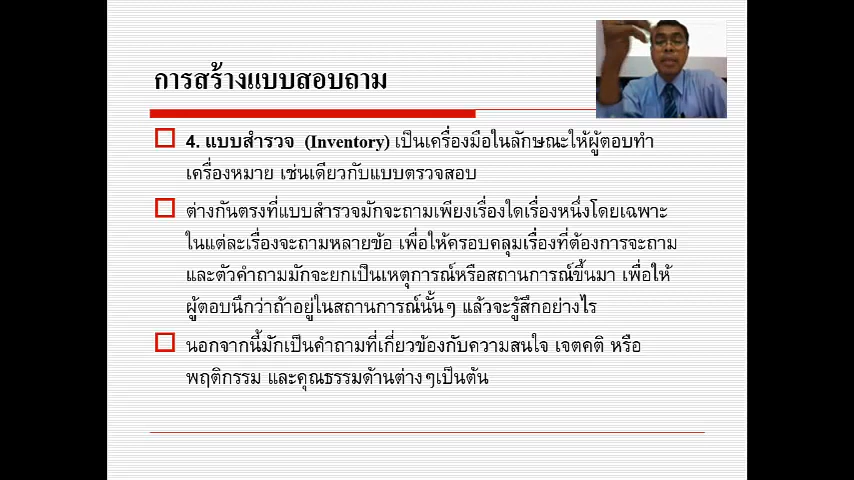 การสร้างแบบสอบถาม
4. แบบสำรวจ (Inventory) เป็นเครื่องมือในลักษณะให้ผู้ตอบทำ
เครื่องหมาย เช่นเดียวกับแบบตรวจสอบ
ต่างกันตรงที่แบบสำรวจมักจะถามเพียงเรื่องใดเรื่องหนึ่งโดยเฉพาะ
ในแต่ละเรื่องจะถามหลายข้อ เพื่อให้ครอบคลุมเรื่องที่ต้องการจะถาม
และตัวคำถามมักจะยกเป็นเหตุการณ์หรือสถานการณ์ขึ้นมา เพื่อให้
ผู้ตอบนึกว่าถ้าอยู่ในสถานการณ์นั้นๆ แล้วจะรู้สึกอย่างไร
นอกจากนี้มักเป็นคำถามที่เกี่ยวข้องกับความสนใจ เจตคติ หรือ
พฤติกรรม และคุณธรรมด้านต่างๆเป็นต้น